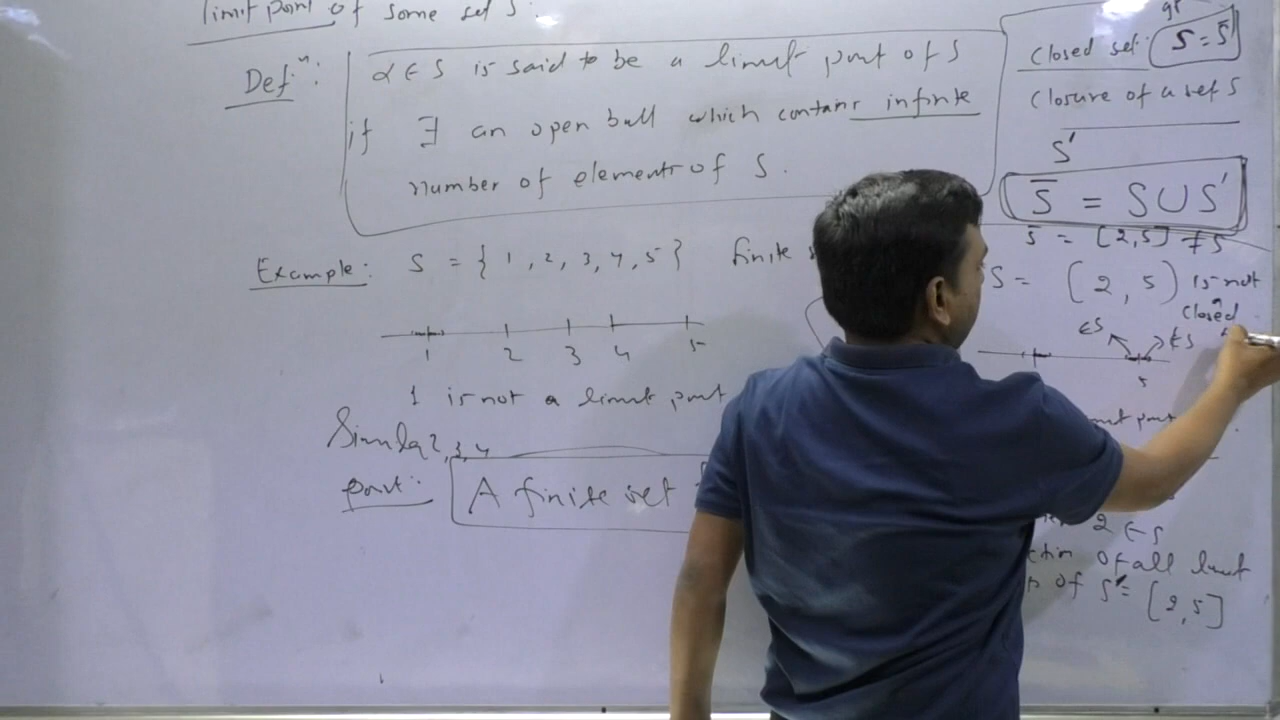 limit point of some set S.
Defⁿ:
α ∈ S is said to be a limit point of S
if ∃ an open ball which contains infinite
number of elements of S.
Example: S = { 1, 2, 3, 4, 5 } finite
1 2 3 4 5
1 is not a limit point
2, 3, 4
point:
A finite set
closed set: S = S̄
closure of a set S
S'
S̄ = S ∪ S'
S̄ = [2,5] ≠ S
S = (2, 5) is not
closed
∈S ∉S
5
2 ∈ S
of all limit
of S = [2,5]